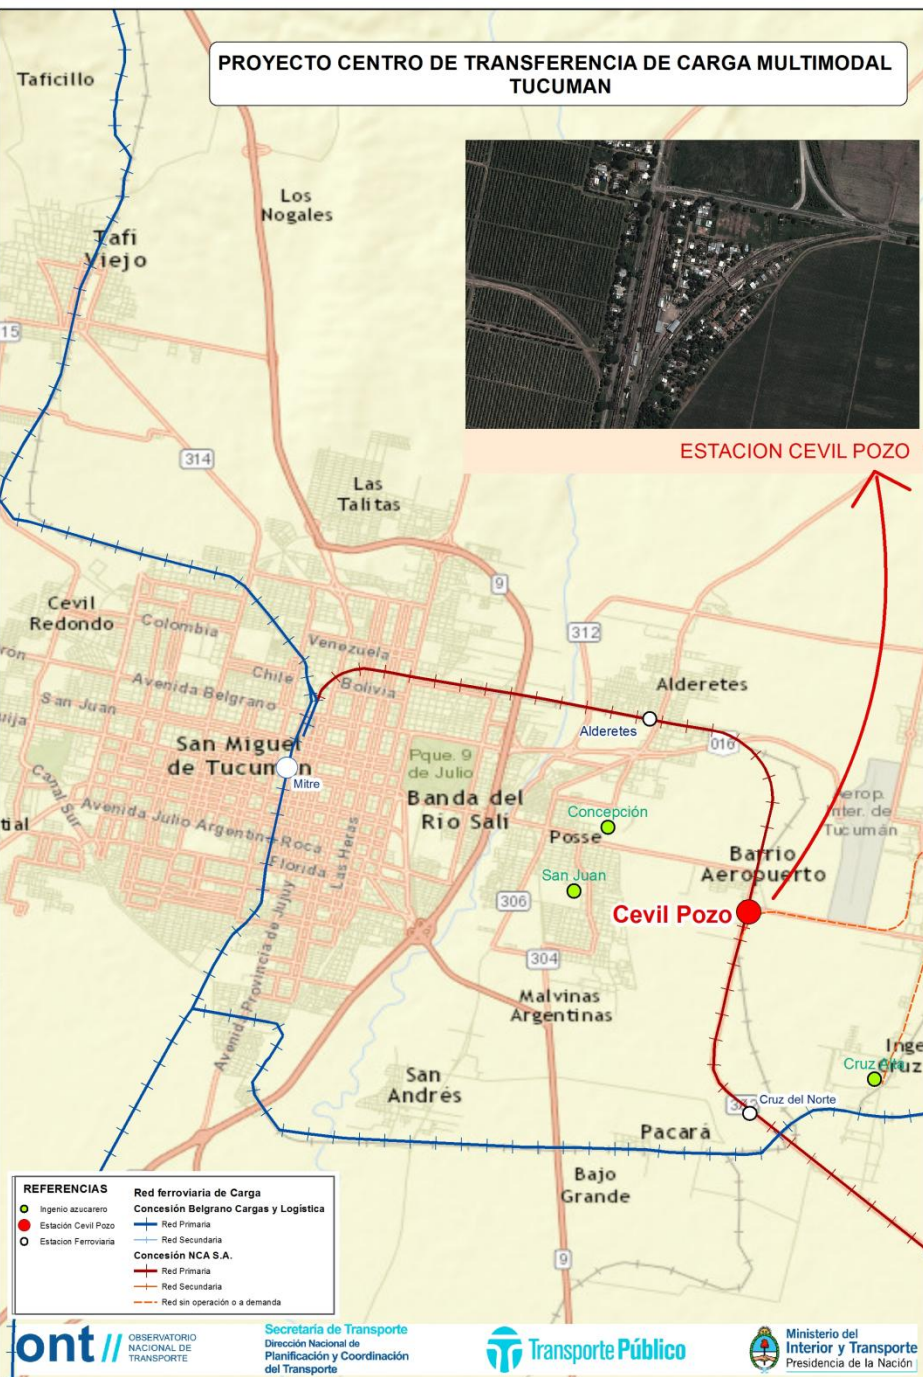 PROYECTO CENTRO DE TRANSFERENCIA DE CARGA MULTIMODAL
TUCUMAN
Taficillo
Los
Nogales
Tafi
Viejo
15
ESTACION CEVIL POZO
314
Las
Talitas
9
Cevil
Redondo
Colombia
Venezuela
312
Chile
Bolivia
Avenida Belgrano
San Juan
Alderetes
Alderetes
016
San Miguel
de Tucumán
Mitre
Pque. 9
de Julio
Canal Sur
Banda del
Río Salí
Concepción
Aerop.
Inter. de
Tucumán
Avenida Julio Argentino Roca
Posse
Florida
Las Heras
Barrio
Aeropuerto
San Juan
306
Cevil Pozo
Avenida Provincia de Jujuy
304
Malvinas
Argentinas
San
Andrés
Cruz Alta
Cruz del Norte
Pacará
Bajo
Grande
9
REFERENCIAS
Ingenio azucarero
Estación Cevil Pozo
Estacion Ferroviaria
Red ferroviaria de Carga
Concesión Belgrano Cargas y Logística
Red Primaria
Red Secundaria
Concesión NCA S.A.
Red Primaria
Red Secundaria
Red sin operación o a demanda
ont // OBSERVATORIO
NACIONAL DE
TRANSPORTE
Secretaría de Transporte
Dirección Nacional de
Planificación y Coordinación
del Transporte
Transporte Público
Ministerio del
Interior y Transporte
Presidencia de la Nación